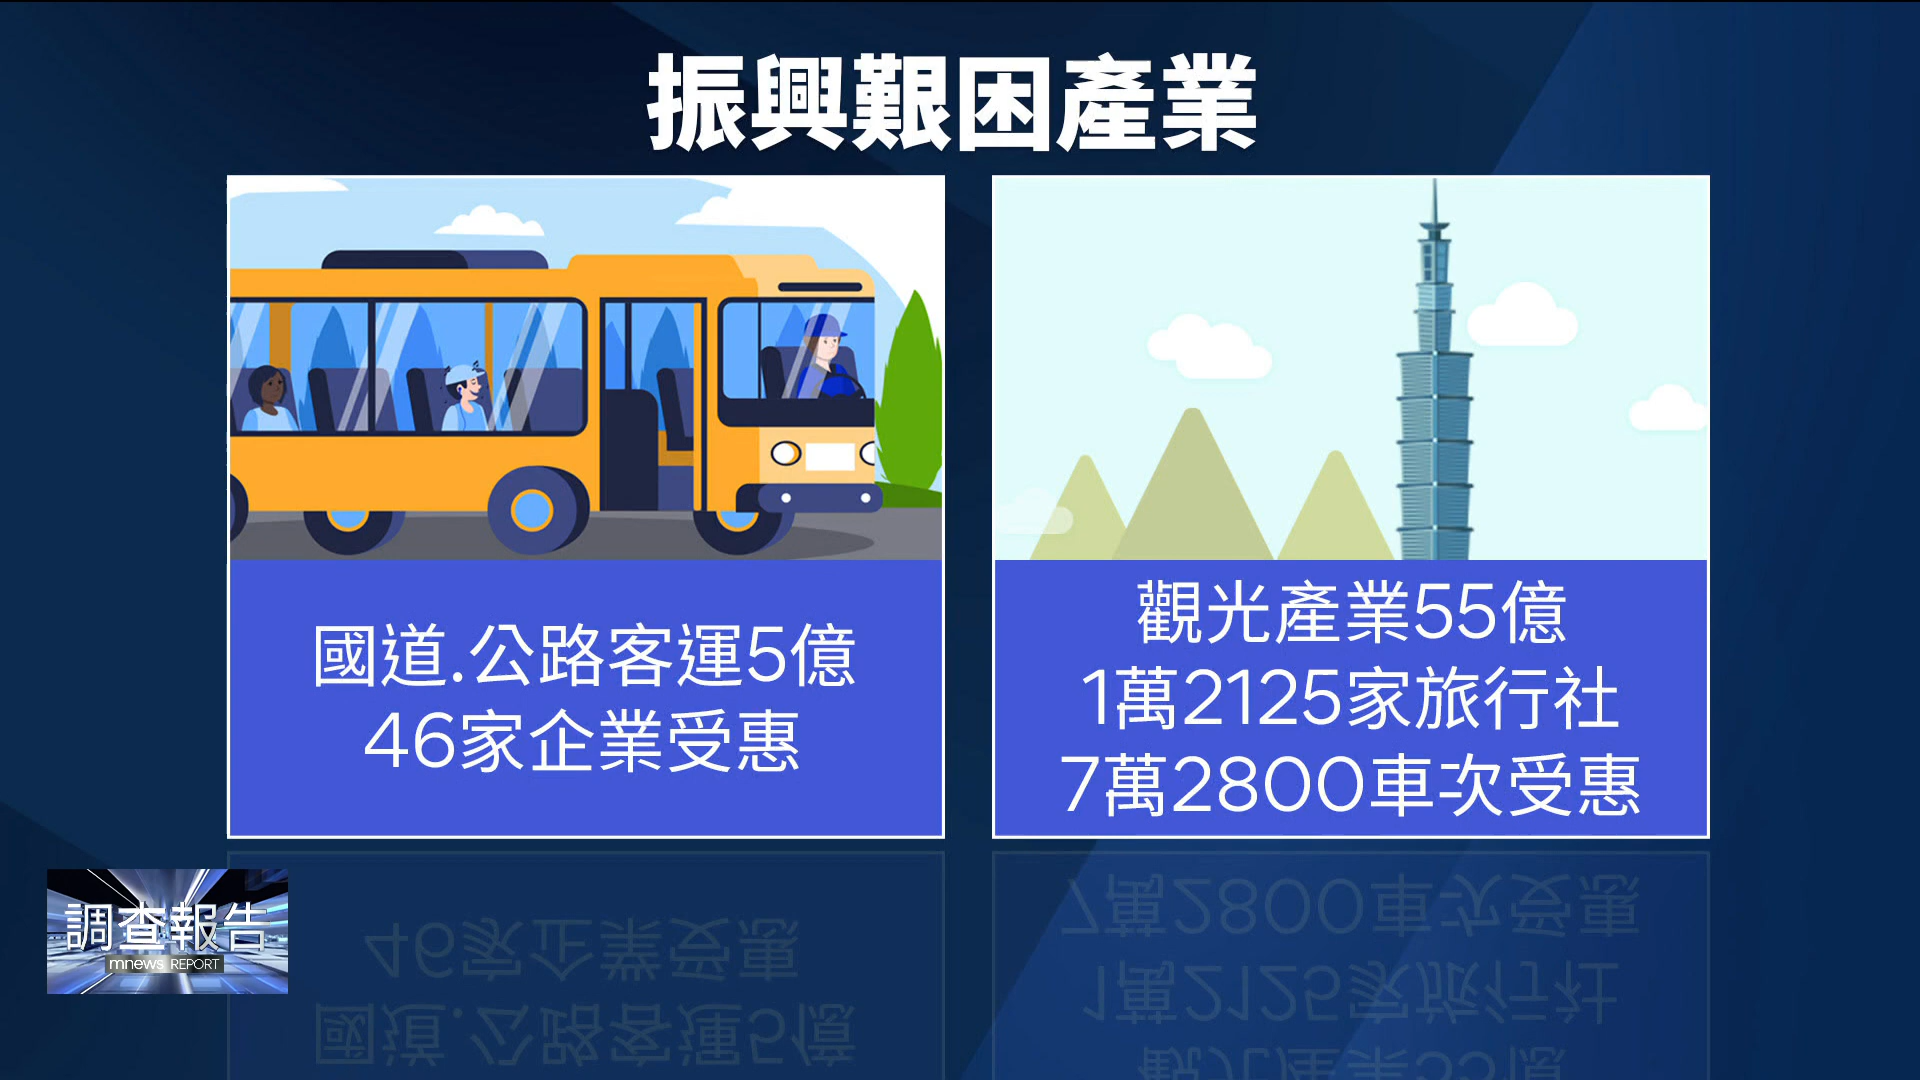 振興艱困產業
國道.公路客運5億
46家企業受惠
觀光產業55億
1萬2125家旅行社
7萬2800車次受惠
調查報告
mnews REPORT